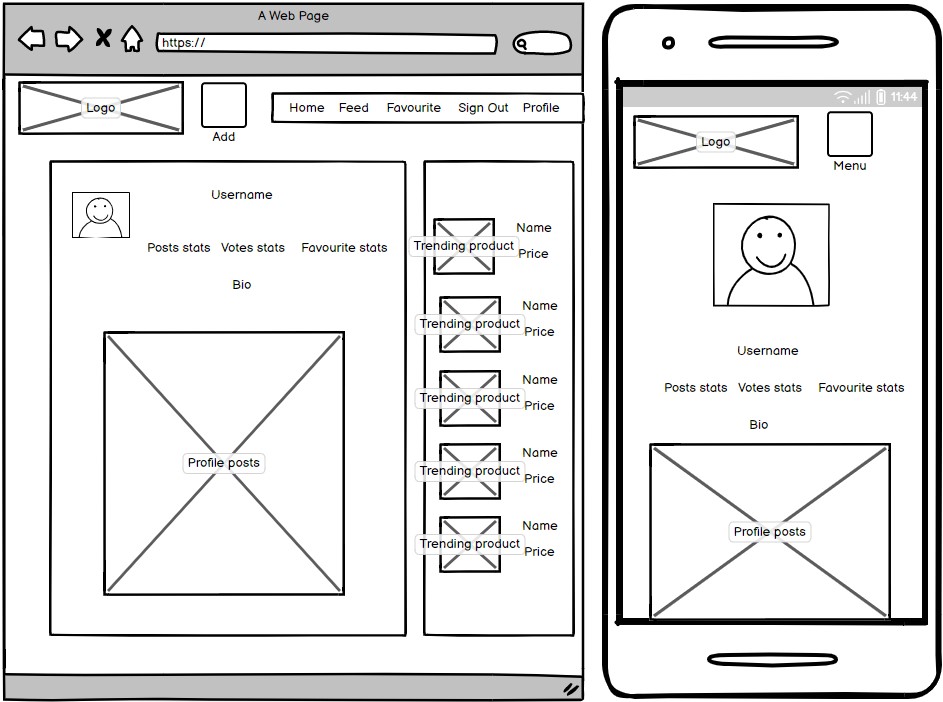 A Web Page
https://
Logo
Add
Home Feed Favourite Sign Out Profile
Username
Posts stats Votes stats Favourite stats
Bio
Profile posts
Trending product
Name
Price
Trending product
Name
Price
Trending product
Name
Price
Trending product
Name
Price
Trending product
Name
Price
11:44
Logo
Menu
Username
Posts stats Votes stats Favourite stats
Bio
Profile posts